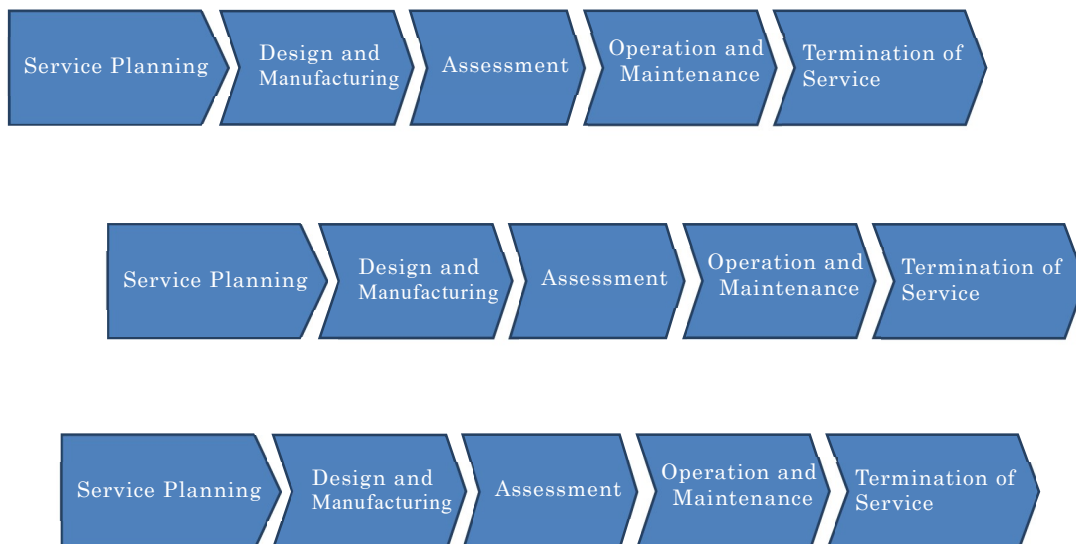 Service Planning
Design and
Manufacturing
Assessment
Operation and
Maintenance
Termination of
Service
Service Planning
Design and
Manufacturing
Assessment
Operation and
Maintenance
Termination of
Service
Service Planning
Design and
Manufacturing
Assessment
Operation and
Maintenance
Termination of
Service